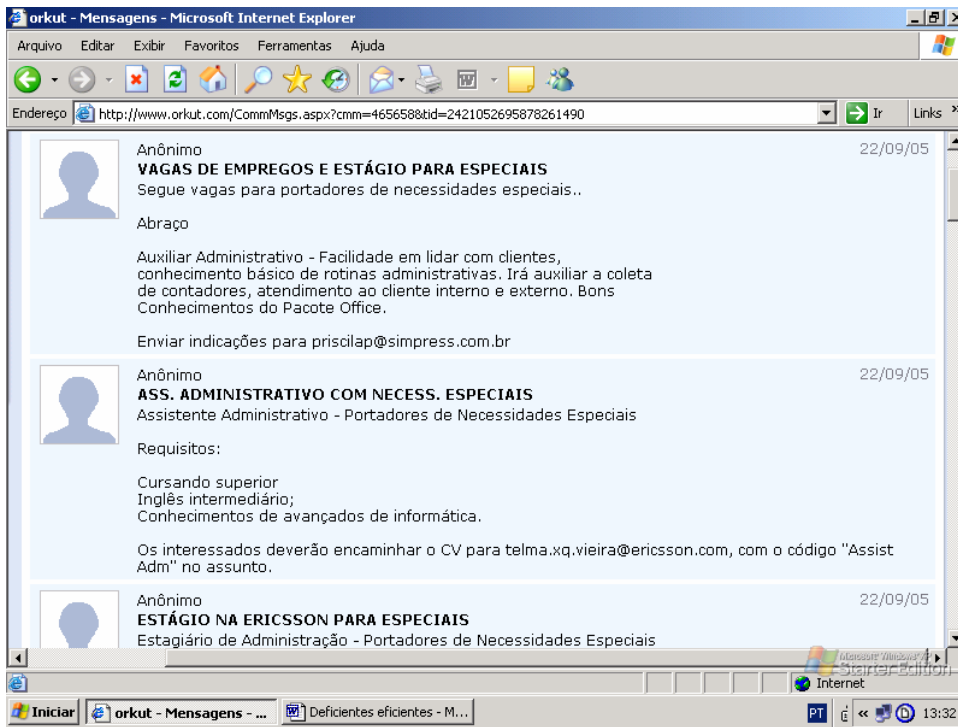 orkut - Mensagens - Microsoft Internet Explorer
Arquivo Editar Exibir Favoritos Ferramentas Ajuda
Endereço http://www.orkut.com/CommMsgs.aspx?cmm=465658&tid=2421052695878261490 Ir Links
Anônimo 22/09/05
VAGAS DE EMPREGOS E ESTÁGIO PARA ESPECIAIS
Segue vagas para portadores de necessidades especiais..
Abraço
Auxiliar Administrativo - Facilidade em lidar com clientes,
conhecimento básico de rotinas administrativas. Irá auxiliar a coleta
de contadores, atendimento ao cliente interno e externo. Bons
Conhecimentos do Pacote Office.
Enviar indicações para priscilap@simpress.com.br
Anônimo 22/09/05
ASS. ADMINISTRATIVO COM NECESS. ESPECIAIS
Assistente Administrativo - Portadores de Necessidades Especiais
Requisitos:
Cursando superior
Inglês intermediário;
Conhecimentos de avançados de informática.
Os interessados deverão encaminhar o CV para telma.xq.vieira@ericsson.com, com o código "Assist
Adm" no assunto.
Anônimo 22/09/05
ESTÁGIO NA ERICSSON PARA ESPECIAIS
Estagiário de Administração - Portadores de Necessidades Especiais
Microsoft Windows XP
Starter Edition
Internet
Iniciar orkut - Mensagens - ... Deficientes eficientes - M... PT 13:32